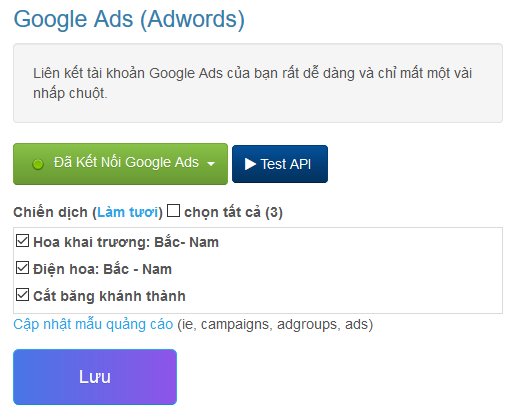 Google Ads (Adwords)
Liên kết tài khoản Google Ads của bạn rất dễ dàng và chỉ mất một vài
nhấp chuột.
Đã Kết Nối Google Ads Test API
Chiến dịch (Làm tươi) chọn tất cả (3)
Hoa khai trương: Bắc- Nam
Điện hoa: Bắc - Nam
Cắt băng khánh thành
Cập nhật mẫu quảng cáo (ie, campaigns, adgroups, ads)
Lưu